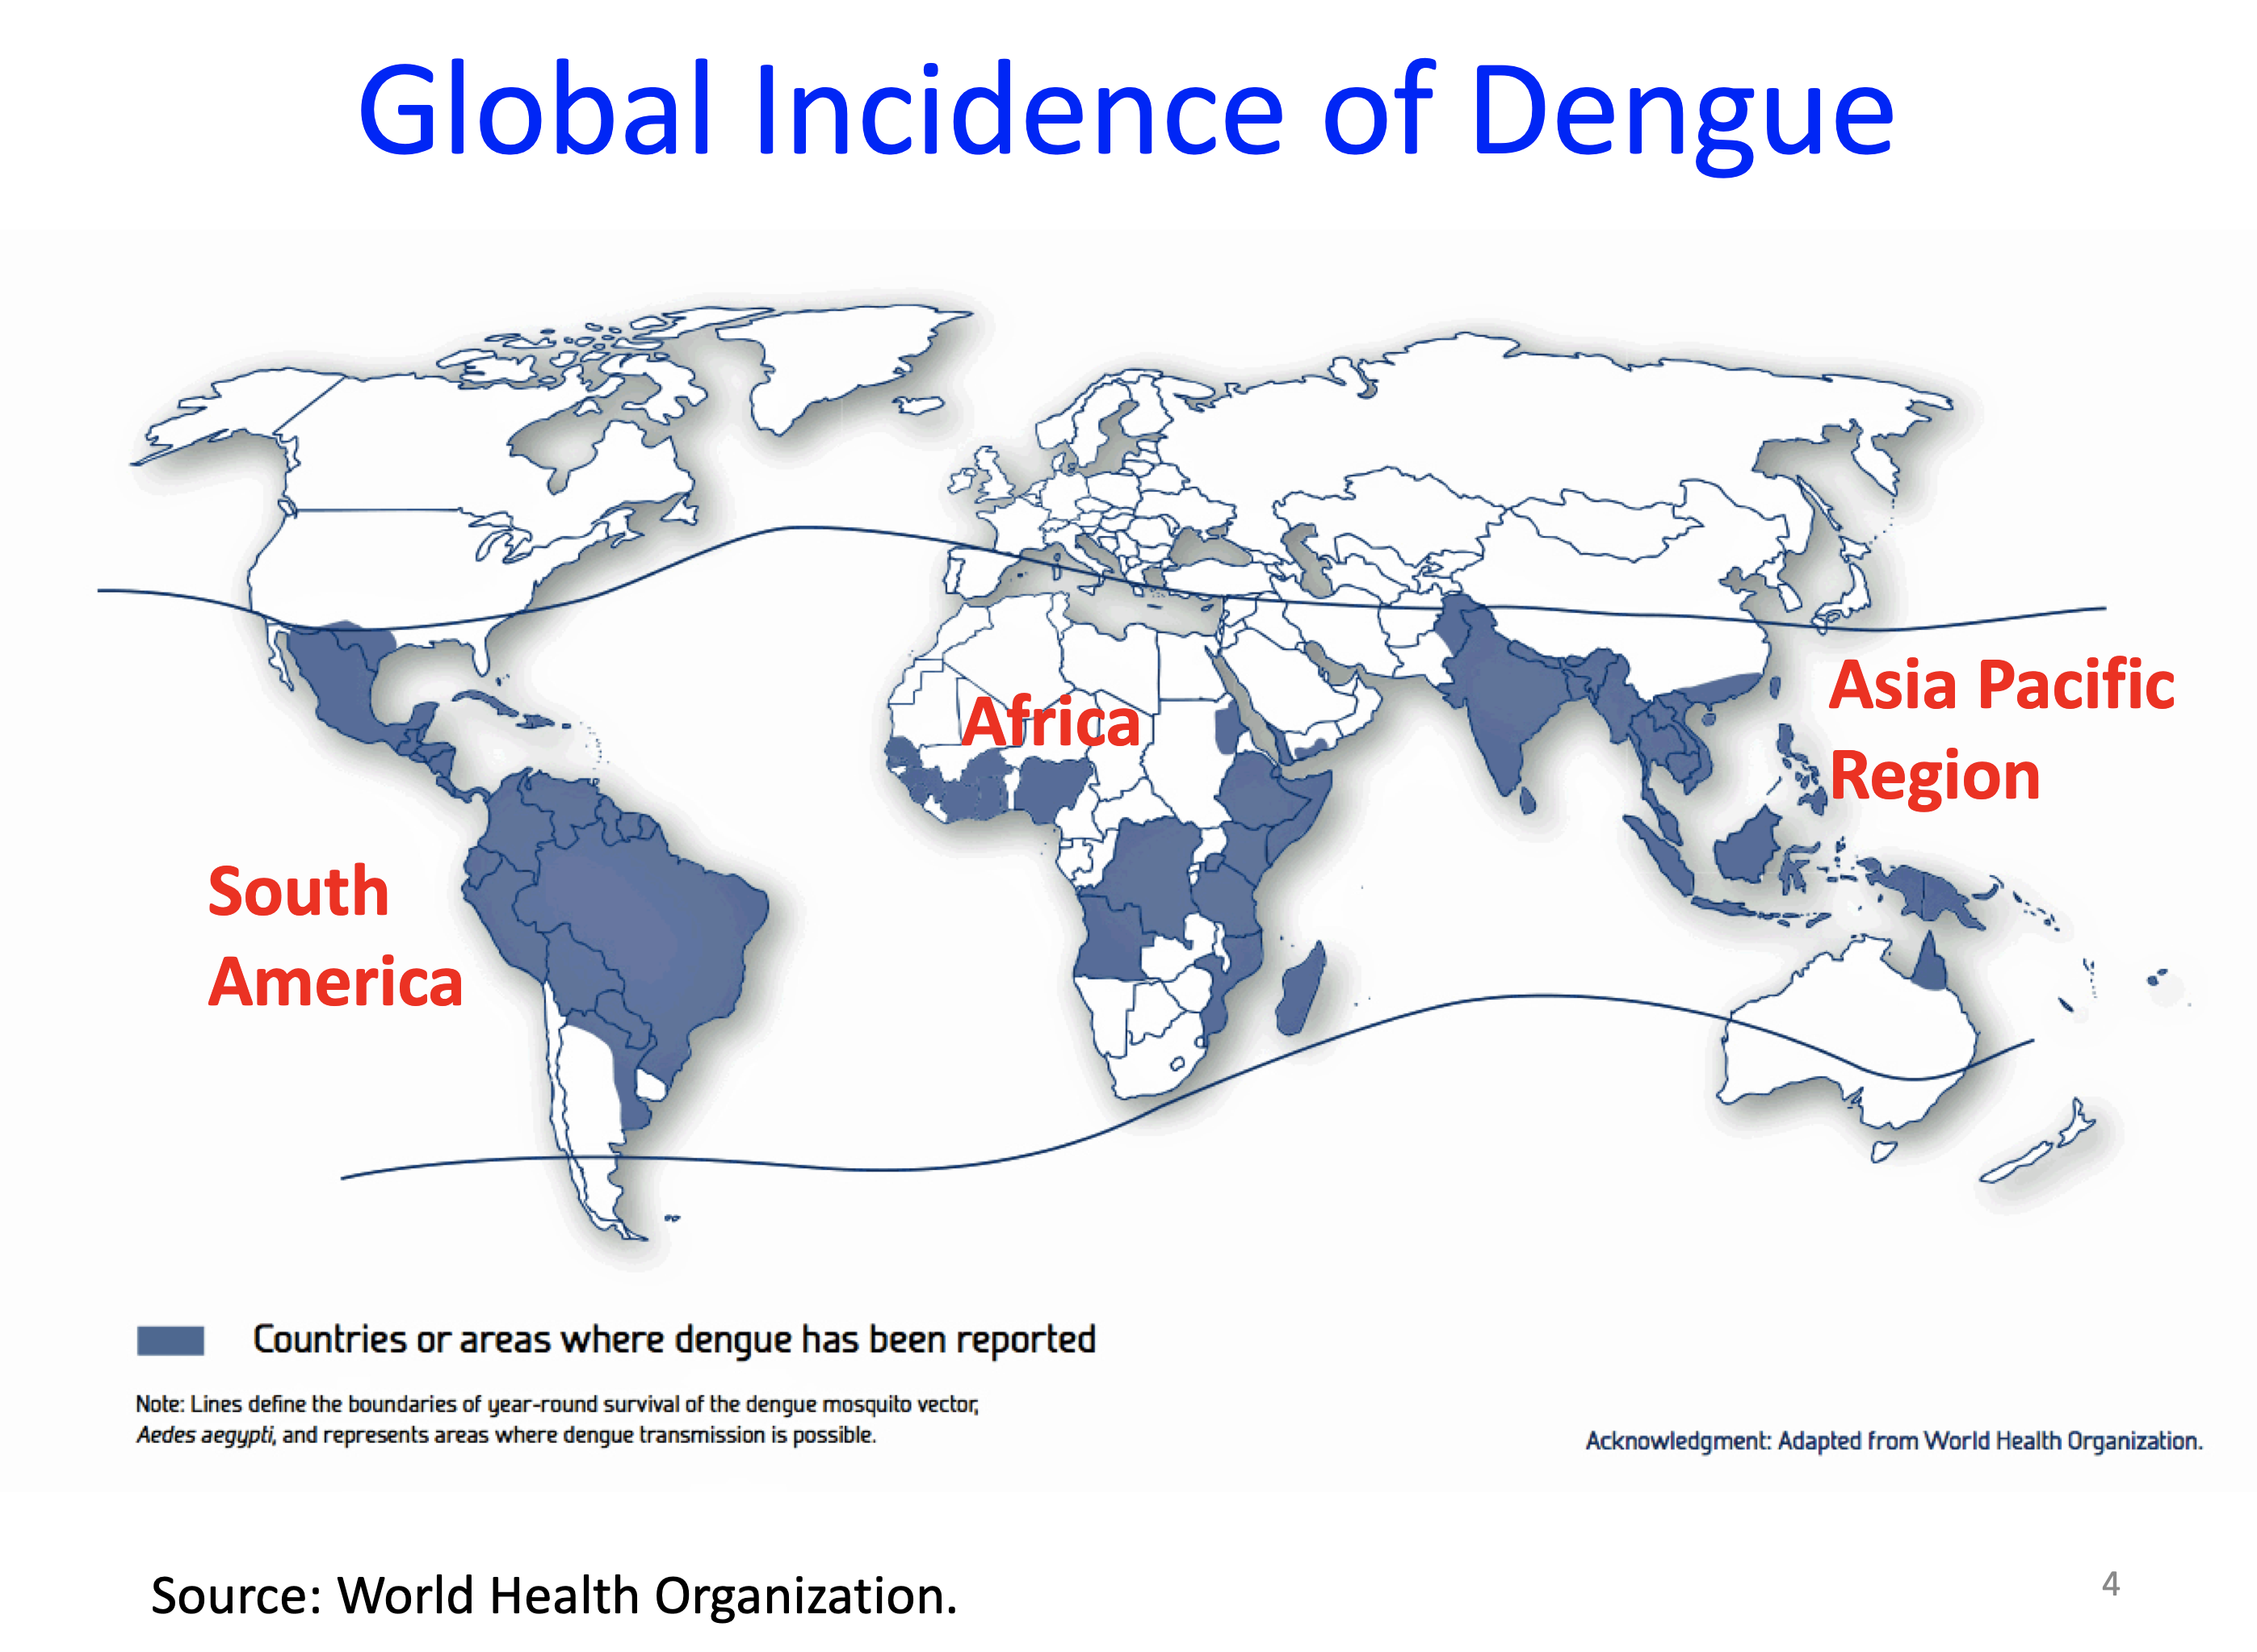 Global Incidence of Dengue
Africa
Asia Pacific
Region
South
America
Countries or areas where dengue has been reported
Note: Lines define the boundaries of year-round survival of the dengue mosquito vector,
Aedes aegypti, and represents areas where dengue transmission is possible.
Acknowledgment: Adapted from World Health Organization.
Source: World Health Organization.
4